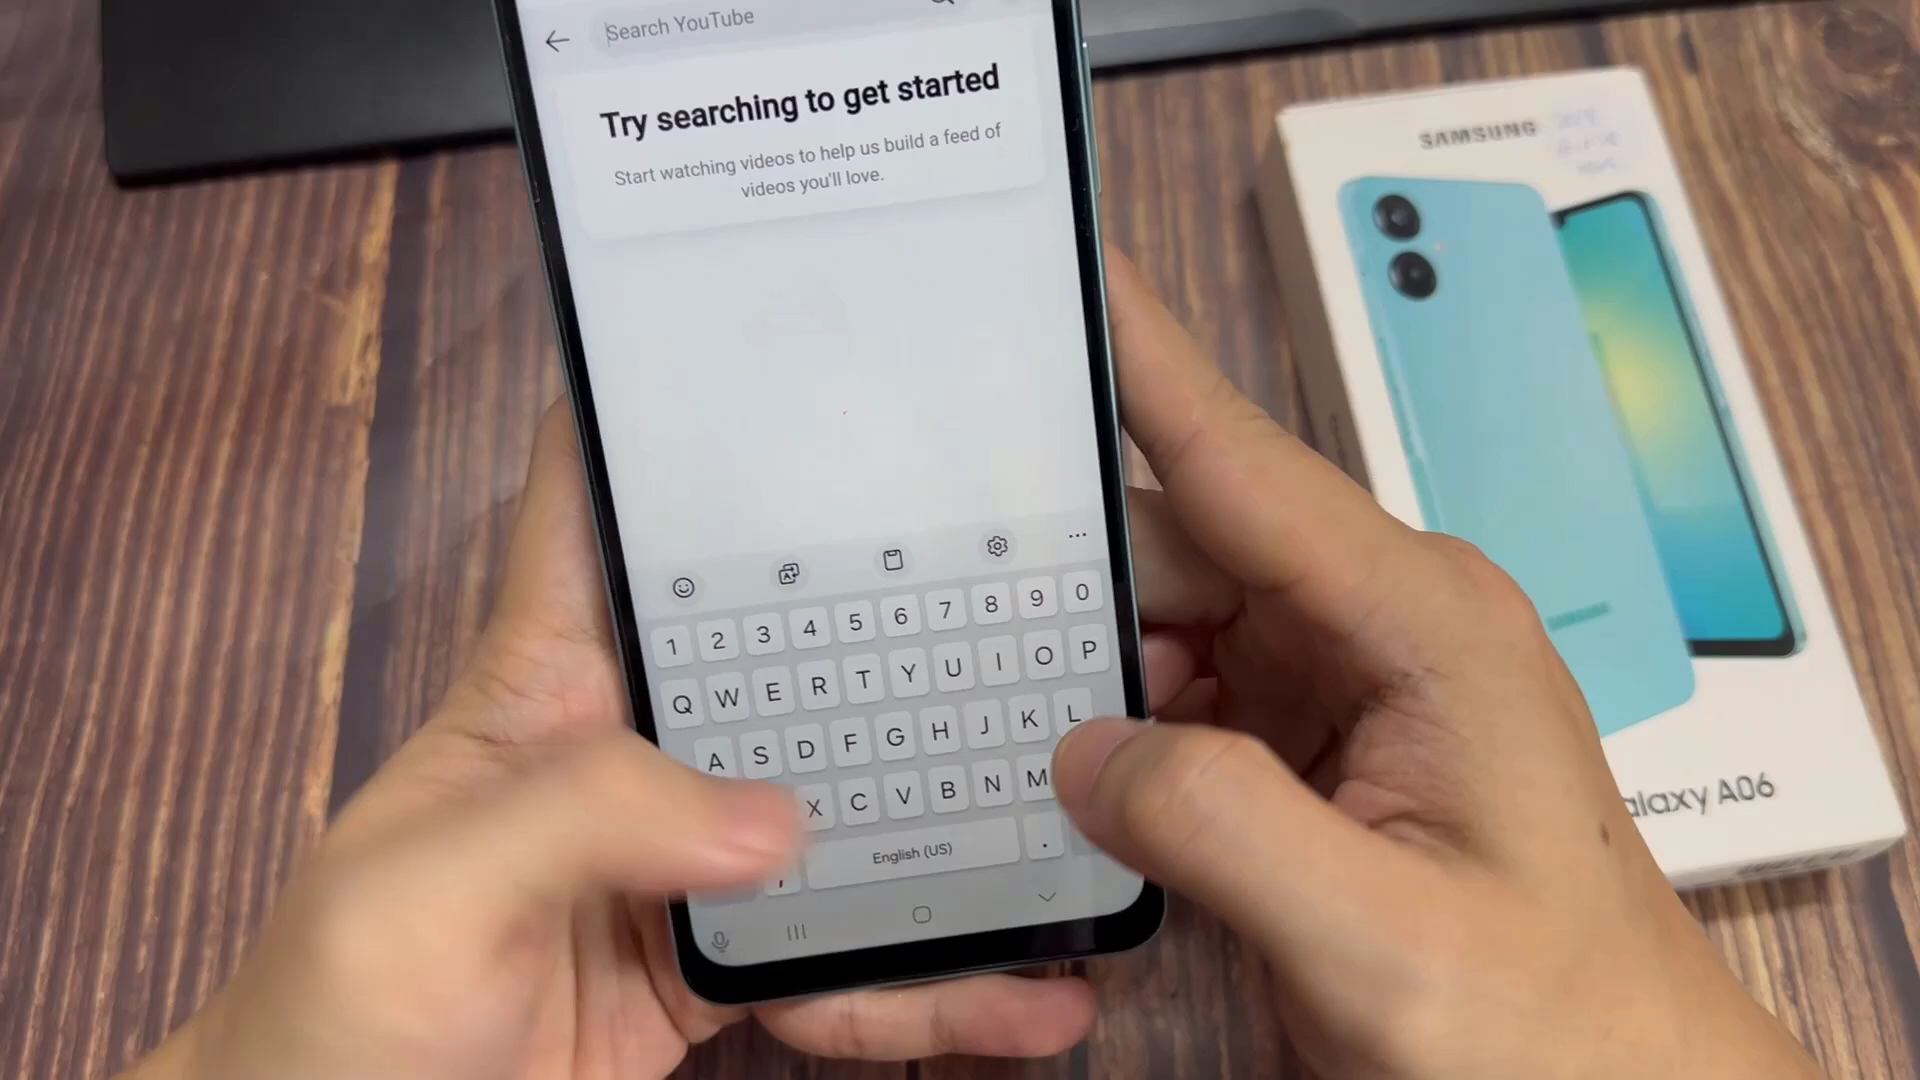 Search YouTube
Try searching to get started
Start watching videos to help us build a feed of
videos you'll love.
1 2 3 4 5 6 7 8 9 0
Q W E R T Y U I O P
A S D F G H J K L
X C V B N M
, English (US) .
SAMSUNG
SAMSUNG
alaxy A06